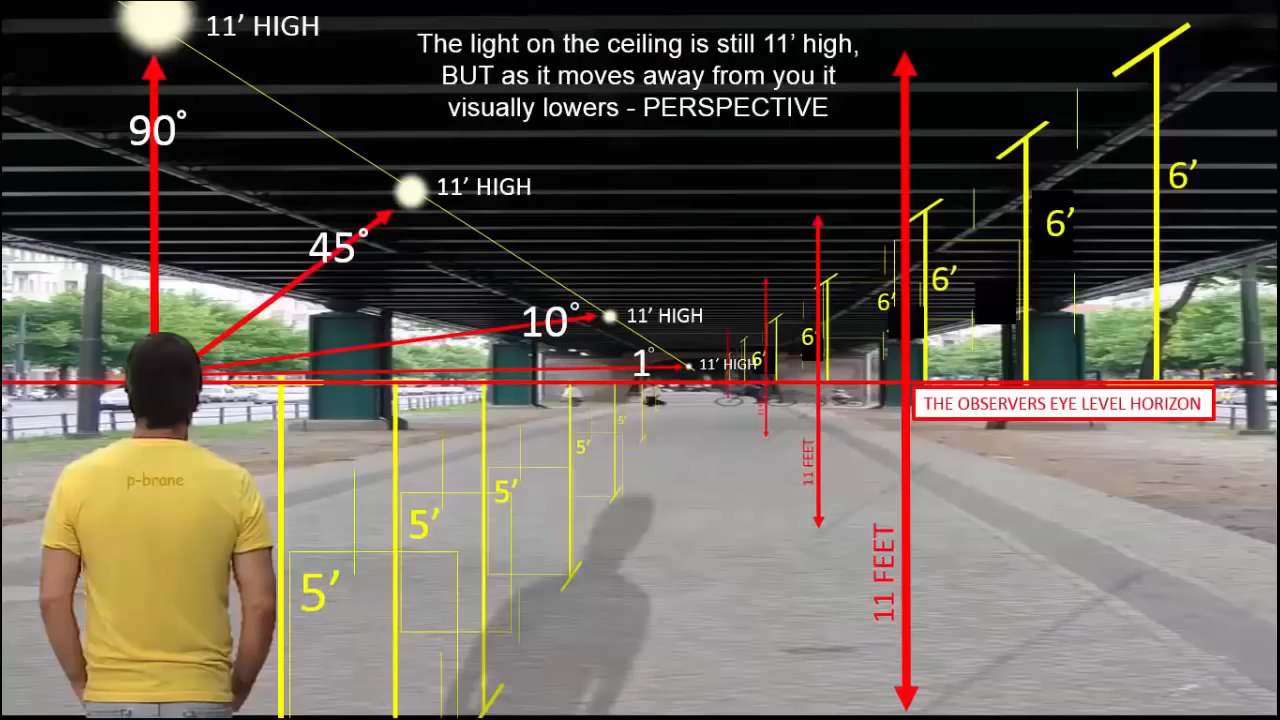 11’ HIGH
The light on the ceiling is still 11’ high,
BUT as it moves away from you it
visually lowers - PERSPECTIVE
90°
11’ HIGH
45°
6’
6’
6’
6’
10°
11’ HIGH
6’
1°
11’ HIGH
6’
THE OBSERVERS EYE LEVEL HORIZON
5’
5’
5’
5’
5’
p-brane
11 FEET
11 FEET